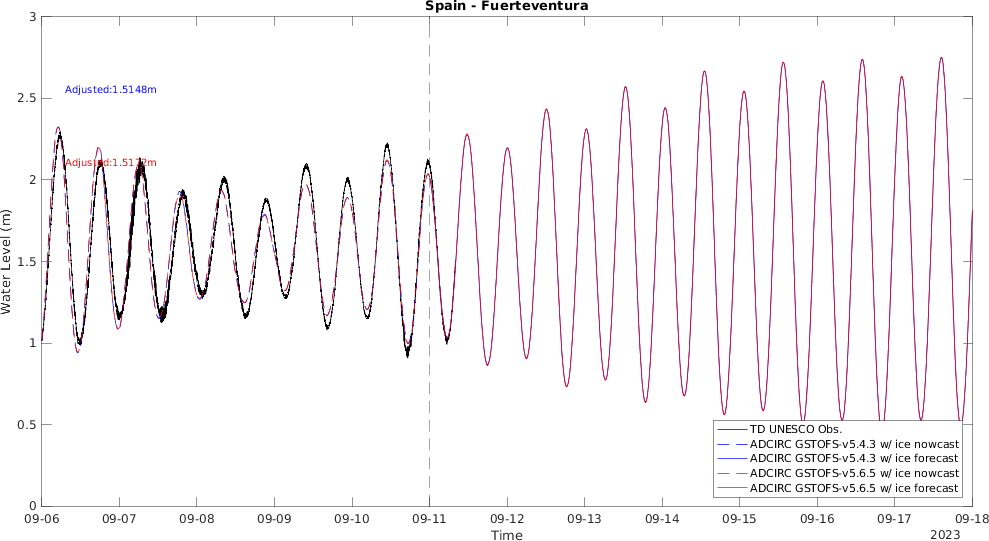 Spain - Fuerteventura
3
2.5
2
1.5
1
0.5
0
Water Level (m)
Adjusted:1.5148m
TD UNESCO Obs.
ADCIRC GSTOFS-v5.4.3 w/ ice nowcast
ADCIRC GSTOFS-v5.4.3 w/ ice forecast
ADCIRC GSTOFS-v5.6.5 w/ ice nowcast
ADCIRC GSTOFS-v5.6.5 w/ ice forecast
09-06 09-07 09-08 09-09 09-10 09-11 09-12 09-13 09-14 09-15 09-16 09-17 09-18
Time
2023